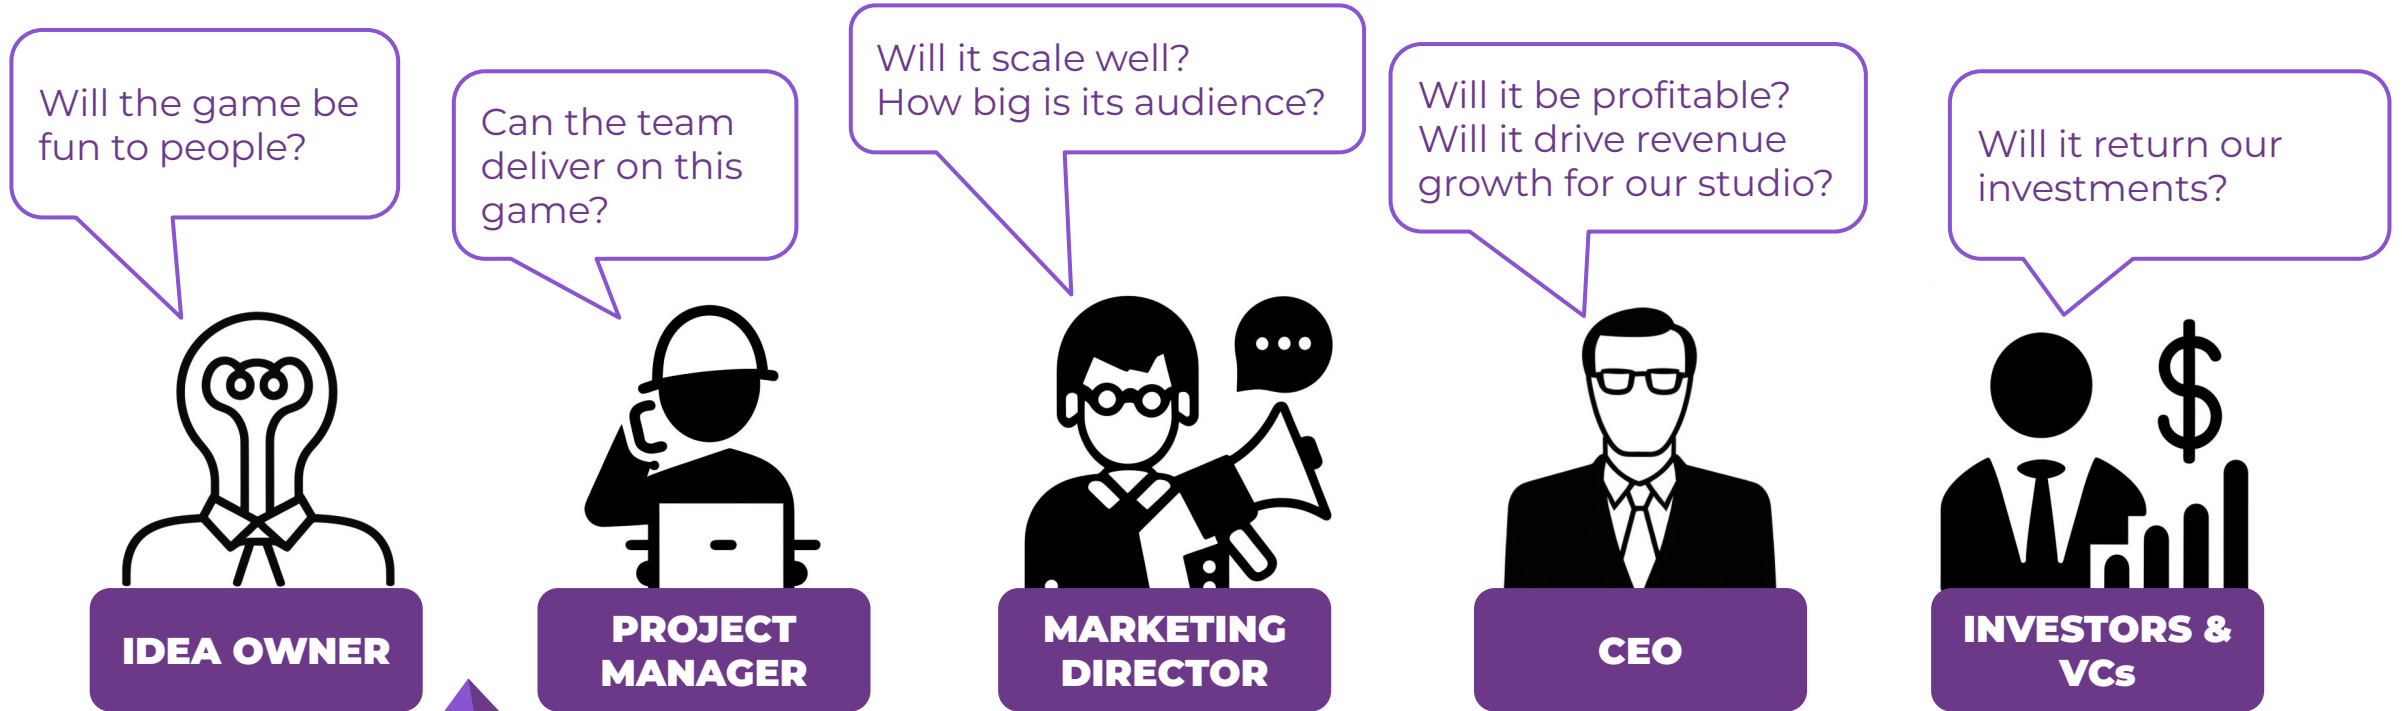 Will the game be
fun to people?
Can the team
deliver on this
game?
Will it scale well?
How big is its audience?
Will it be profitable?
Will it drive revenue
growth for our studio?
Will it return our
investments?
$
IDEA OWNER
PROJECT
MANAGER
MARKETING
DIRECTOR
CEO
INVESTORS &
VCs